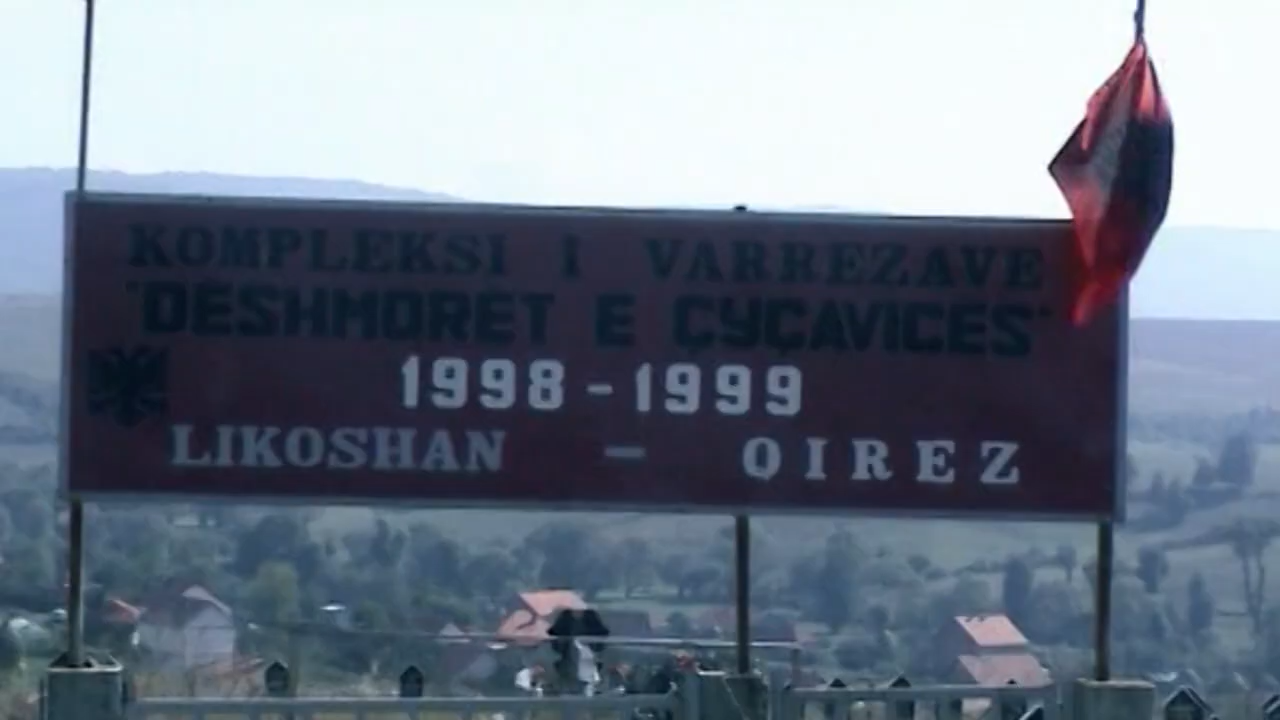 KOMPLEKSI I VARREZAVE
"DËSHMORËT E ÇYÇAVICËS"
1998-1999
LIKOSHAN - QIREZ